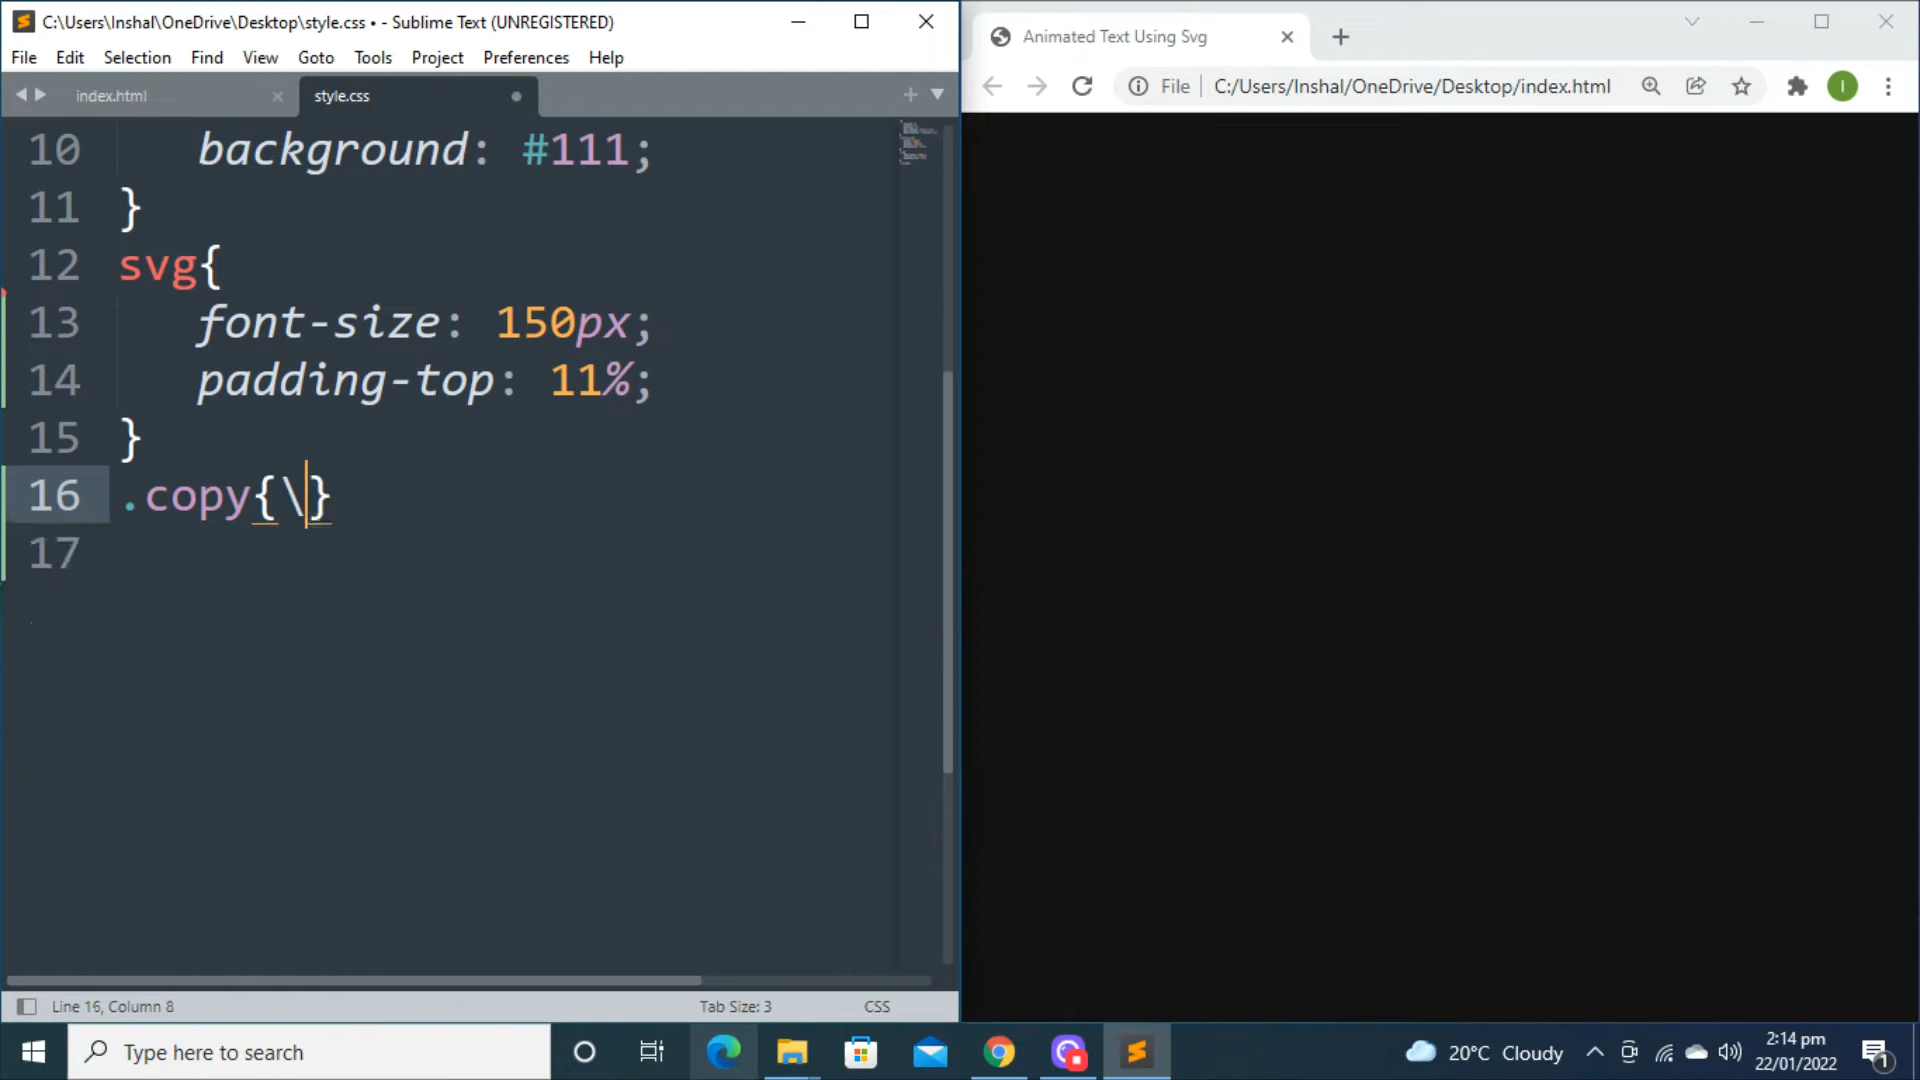 C:\Users\Inshal\OneDrive\Desktop\style.css • - Sublime Text (UNREGISTERED)
File Edit Selection Find View Goto Tools Project Preferences Help
index.html
style.css
10 background: #111;
11 }
12 svg{
13 font-size: 150px;
14 padding-top: 11%;
15 }
16 .copy{\}
17
Line 16, Column 8
Tab Size: 3
CSS
Animated Text Using Svg
File C:/Users/Inshal/OneDrive/Desktop/index.html
I
Type here to search
20°C Cloudy
2:14 pm
22/01/2022
1